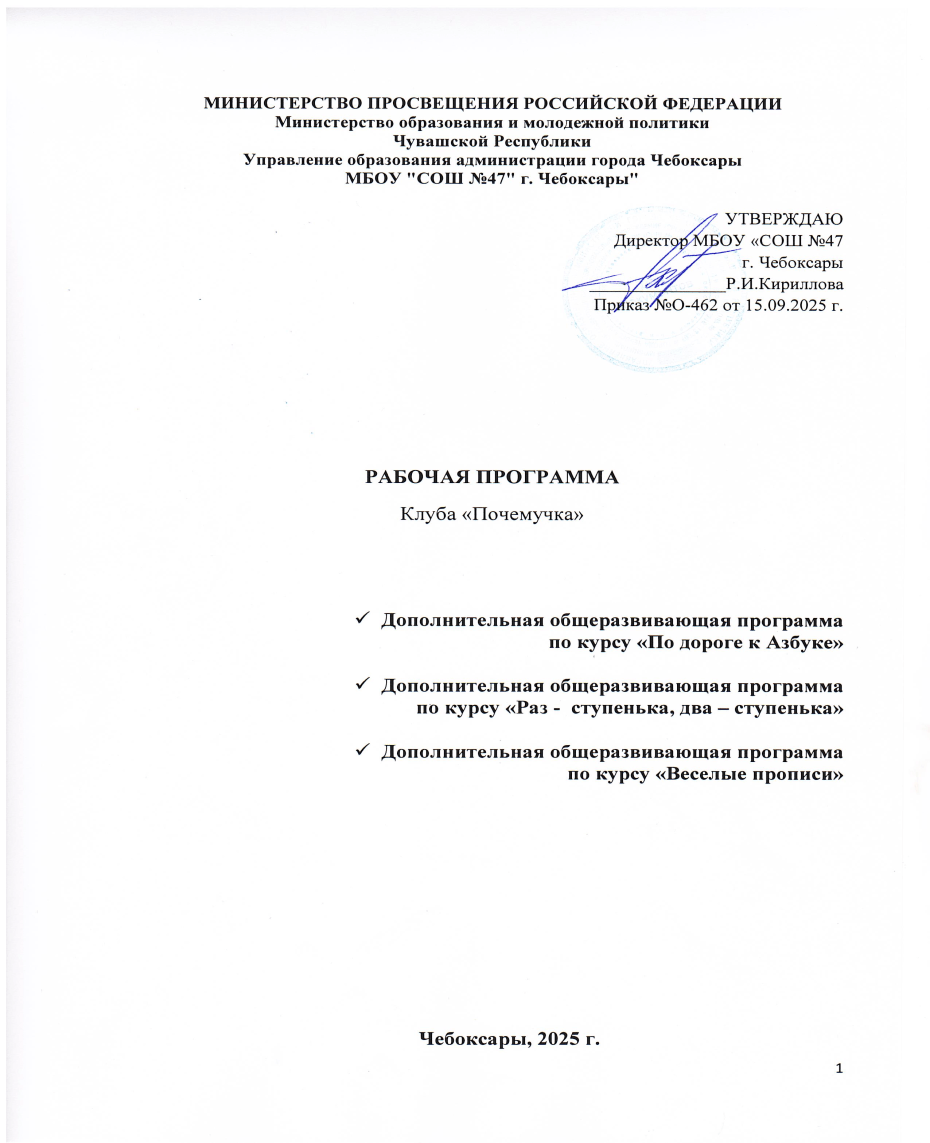 МИНИСТЕРСТВО ПРОСВЕЩЕНИЯ РОССИЙСКОЙ ФЕДЕРАЦИИ
Министерство образования и молодежной политики
Чувашской Республики
Управление образования администрации города Чебоксары
МБОУ "СОШ №47" г. Чебоксары"
УТВЕРЖДАЮ
Директор МБОУ «СОШ №47
г. Чебоксары
_______________Р.И.Кириллова
Приказ №О-462 от 15.09.2025 г.
РАБОЧАЯ ПРОГРАММА
Клуба «Почемучка»
✓ Дополнительная общеразвивающая программа
по курсу «По дороге к Азбуке»
✓ Дополнительная общеразвивающая программа
по курсу «Раз - ступенька, два – ступенька»
✓ Дополнительная общеразвивающая программа
по курсу «Веселые прописи»
Чебоксары, 2025 г.
1